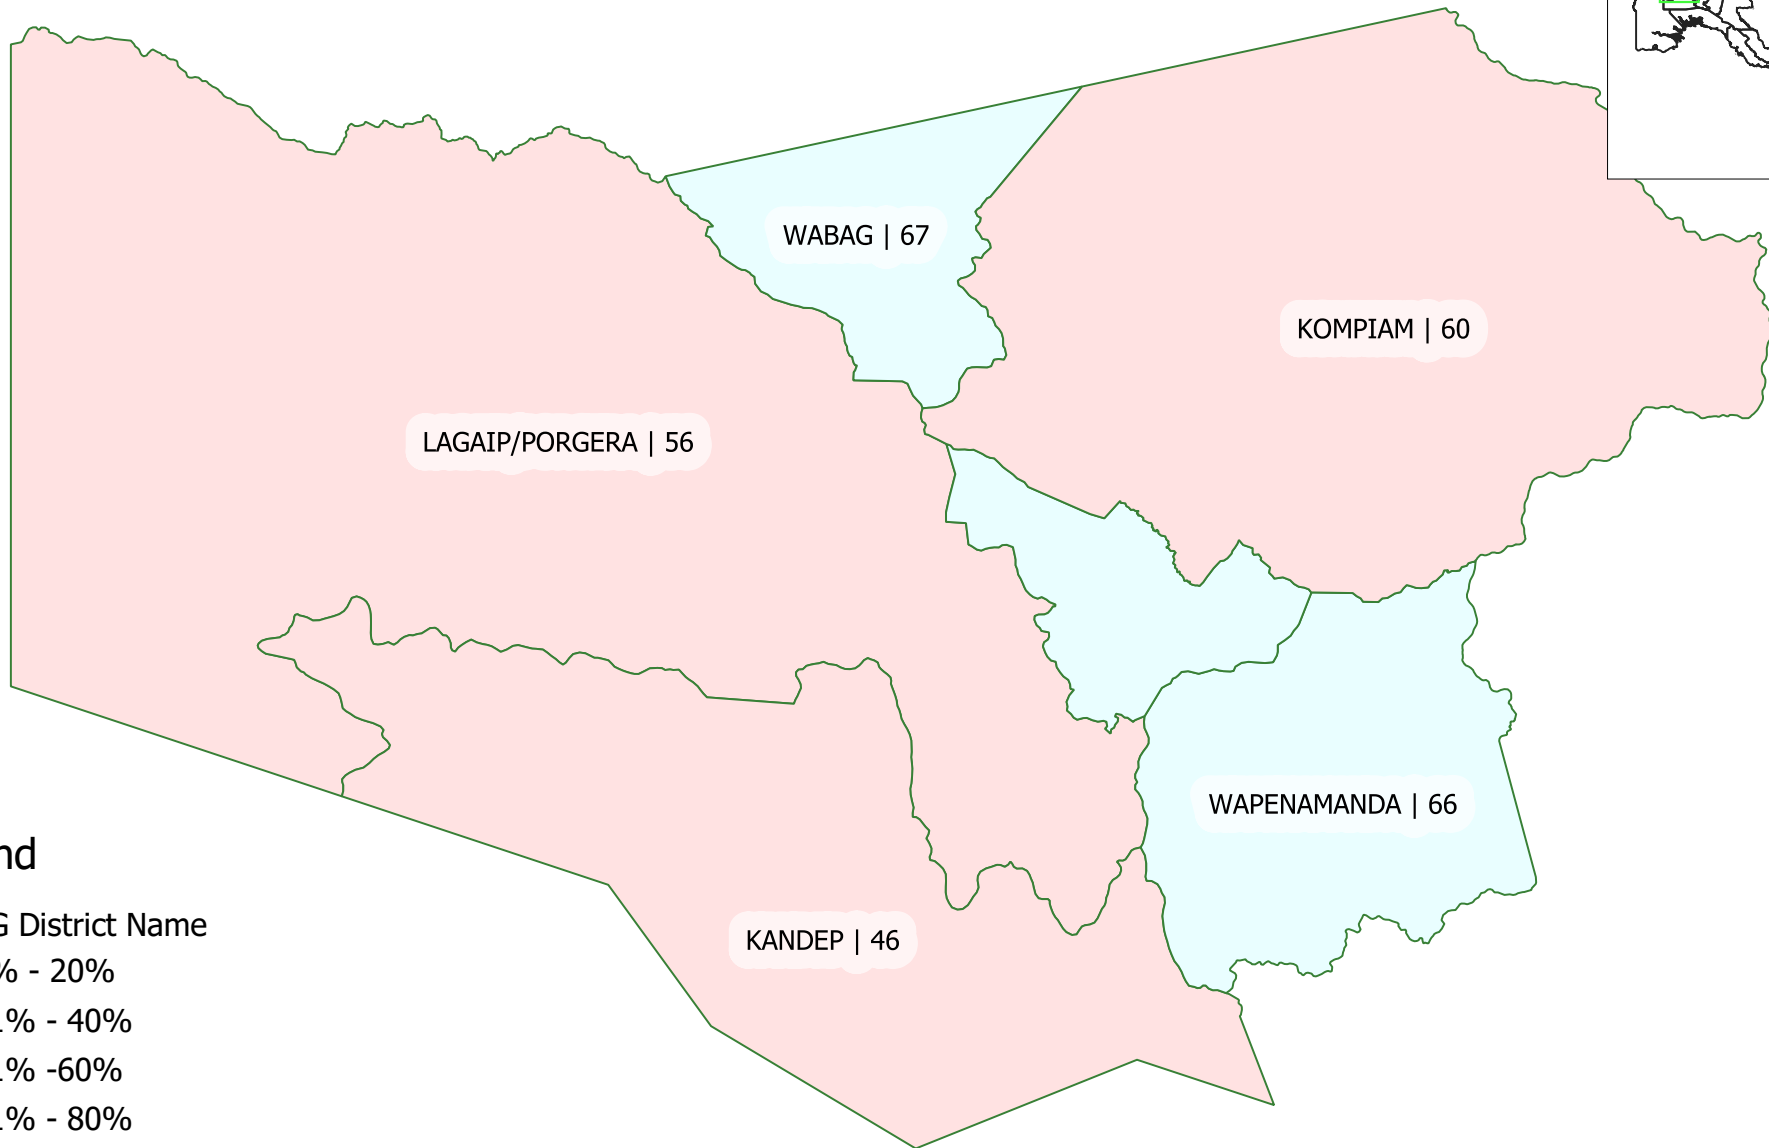 WABAG | 67
KOMPIAM | 60
LAGAIP/PORGERA | 56
WAPENAMANDA | 66
KANDEP | 46
District Name
% - 20%
% - 40%
% -60%
% - 80%